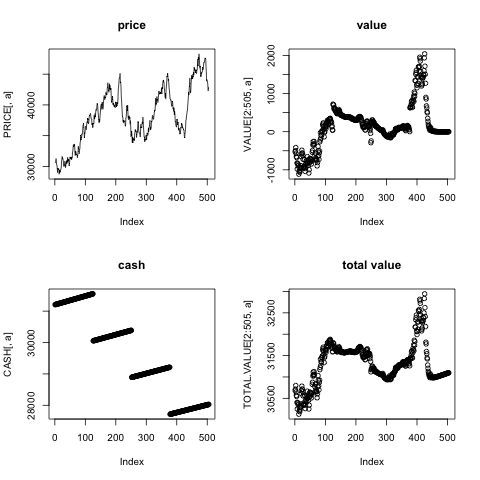 price
PRICE[, a]
30000
40000
0
100
200
300
400
500
Index
value
VALUE[2:505, a]
-1000
0
1000
2000
0
100
200
300
400
500
Index
cash
CASH[, a]
28000
30000
0
100
200
300
400
500
Index
total value
TOTAL.VALUE[2:505, a]
30500
31500
32500
0
100
200
300
400
500
Index